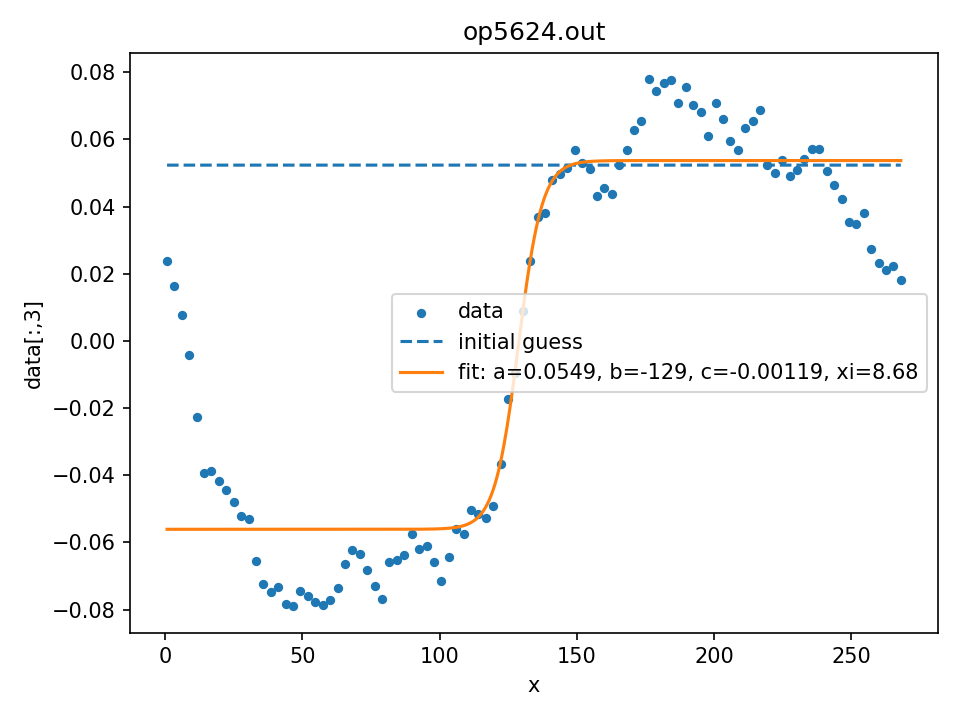 op5624.out
0.08
0.06
0.04
0.02
0.00
−0.02
−0.04
−0.06
−0.08
data[:,3]
data
initial guess
fit: a=0.0549, b=-129, c=-0.00119, xi=8.68
0 50 100 150 200 250
x